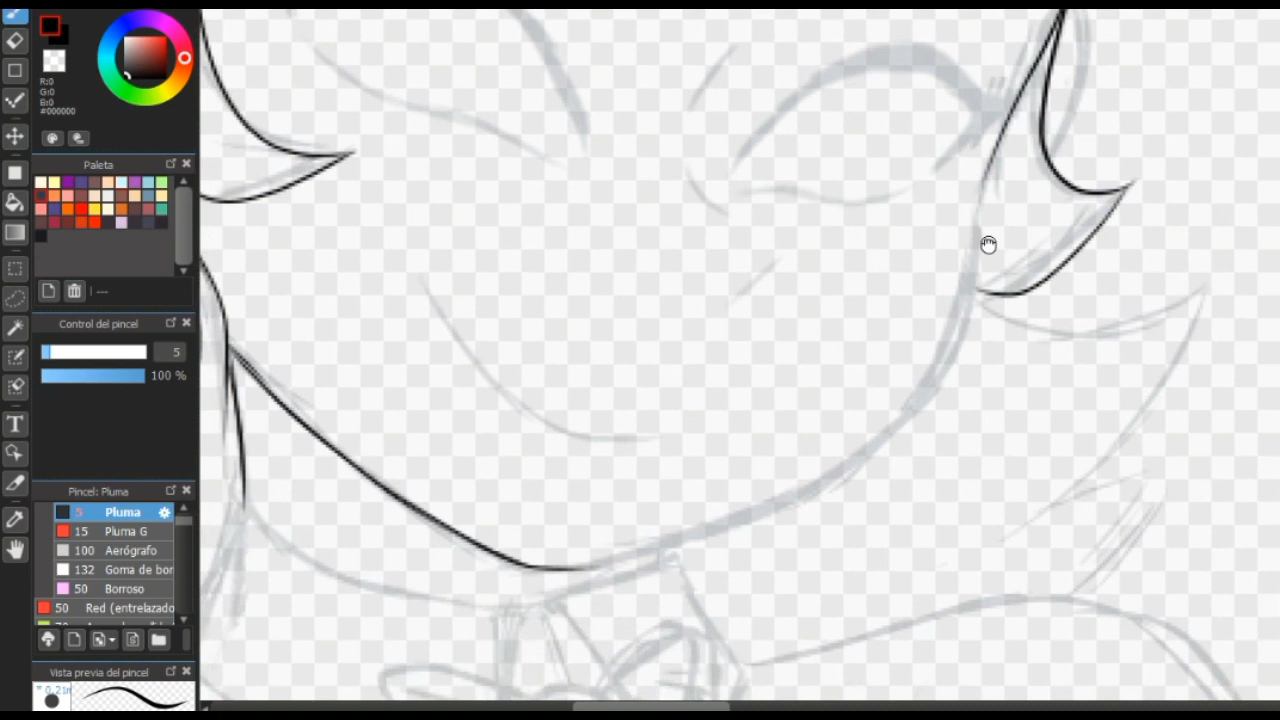 R:0
G:0
B:0
#000000
Paleta
---
Control del pincel
5
100 %
Pincel: Pluma
5 Pluma
15 Pluma G
100 Aerógrafo
132 Goma de bor
50 Borroso
50 Red (entrelazado
Vista previa del pincel